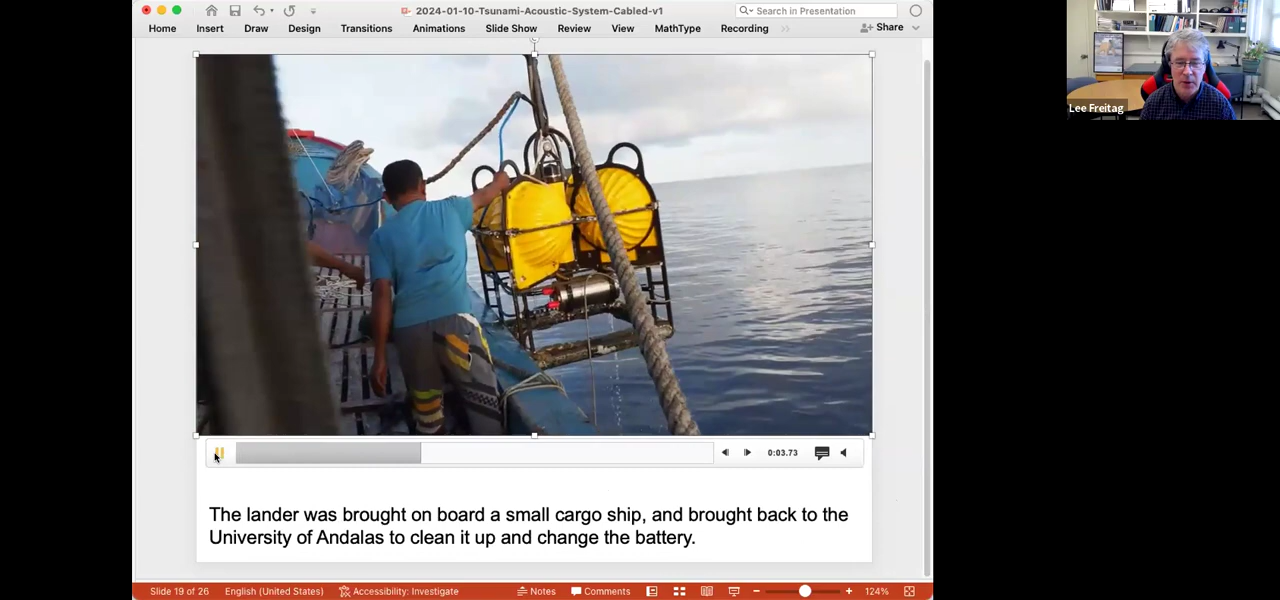 2024-01-10-Tsunami-Acoustic-System-Cabled-v1
Search in Presentation
Home Insert Draw Design Transitions Animations Slide Show Review View MathType Recording Share
Lee Freitag
0:03.73
The lander was brought on board a small cargo ship, and brought back to the
University of Andalas to clean it up and change the battery.
Slide 19 of 26 English (United States) Accessibility: Investigate Notes Comments 124%